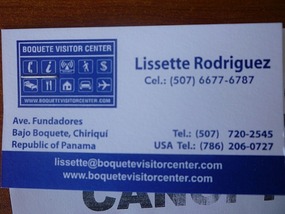 BOQUETE VISITOR CENTER
WWW.BOQUETEVISITORCENTER.COM
Lissette Rodriguez
Cel.: (507) 6677-6787
Ave. Fundadores
Bajo Boquete, Chiriquí
Republic of Panama
Tel.: (507) 720-2545
USA Tel.: (786) 206-0727
lissette@boquetevisitorcenter.com
www.boquetevisitorcenter.com